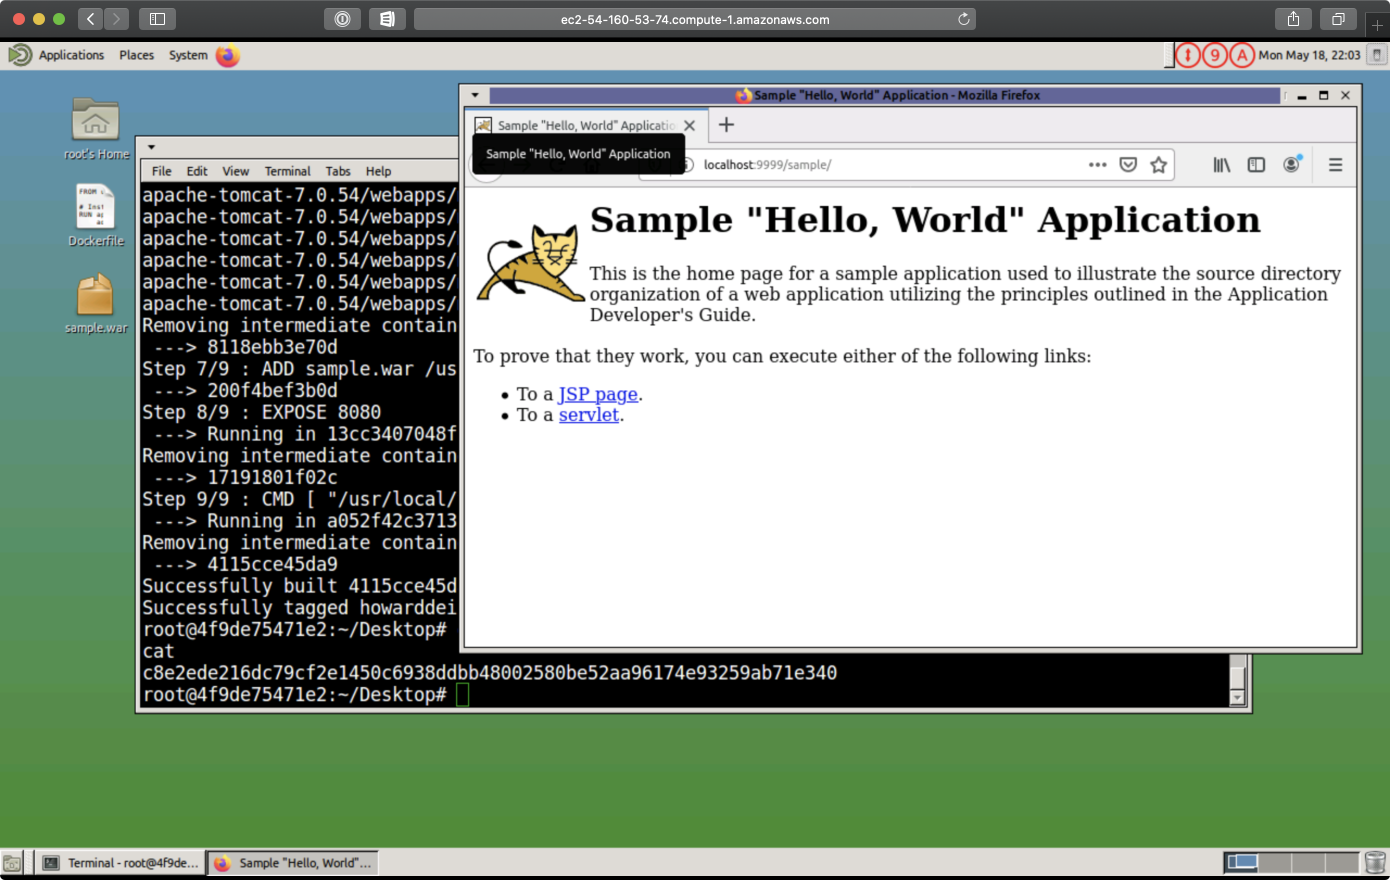 ec2-54-160-53-74.compute-1.amazonaws.com
Applications Places System
9 A Mon May 18, 22:03
root's Home
FROM
# Inst
RUN
Dockerfile
sample.war
File Edit View Terminal Tabs Help
apache-tomcat-7.0.54/webapps/
apache-tomcat-7.0.54/webapps/
apache-tomcat-7.0.54/webapps/
apache-tomcat-7.0.54/webapps/
apache-tomcat-7.0.54/webapps/
apache-tomcat-7.0.54/webapps/
Removing intermediate contain
---> 8118ebb3e70d
Step 7/9 : ADD sample.war /us
---> 200f4bef3b0d
Step 8/9 : EXPOSE 8080
---> Running in 13cc3407048f
Removing intermediate contain
---> 17191801f02c
Step 9/9 : CMD [ "/usr/local/
---> Running in a052f42c3713
Removing intermediate contain
---> 4115cce45da9
Successfully built 4115cce45d
Successfully tagged howarddei
root@4f9de75471e2:~/Desktop#
cat
c8e2ede216dc79cf2e1450c6938ddbb48002580be52aa96174e93259ab71e340
root@4f9de75471e2:~/Desktop#
Sample "Hello, World" Application - Mozilla Firefox
Sample "Hello, World" Applicatio
Sample "Hello, World" Application
localhost:9999/sample/
Sample "Hello, World" Application
This is the home page for a sample application used to illustrate the source directory
organization of a web application utilizing the principles outlined in the Application
Developer's Guide.
To prove that they work, you can execute either of the following links:
• To a JSP page.
• To a servlet.
Terminal - root@4f9de...
Sample "Hello, World"...